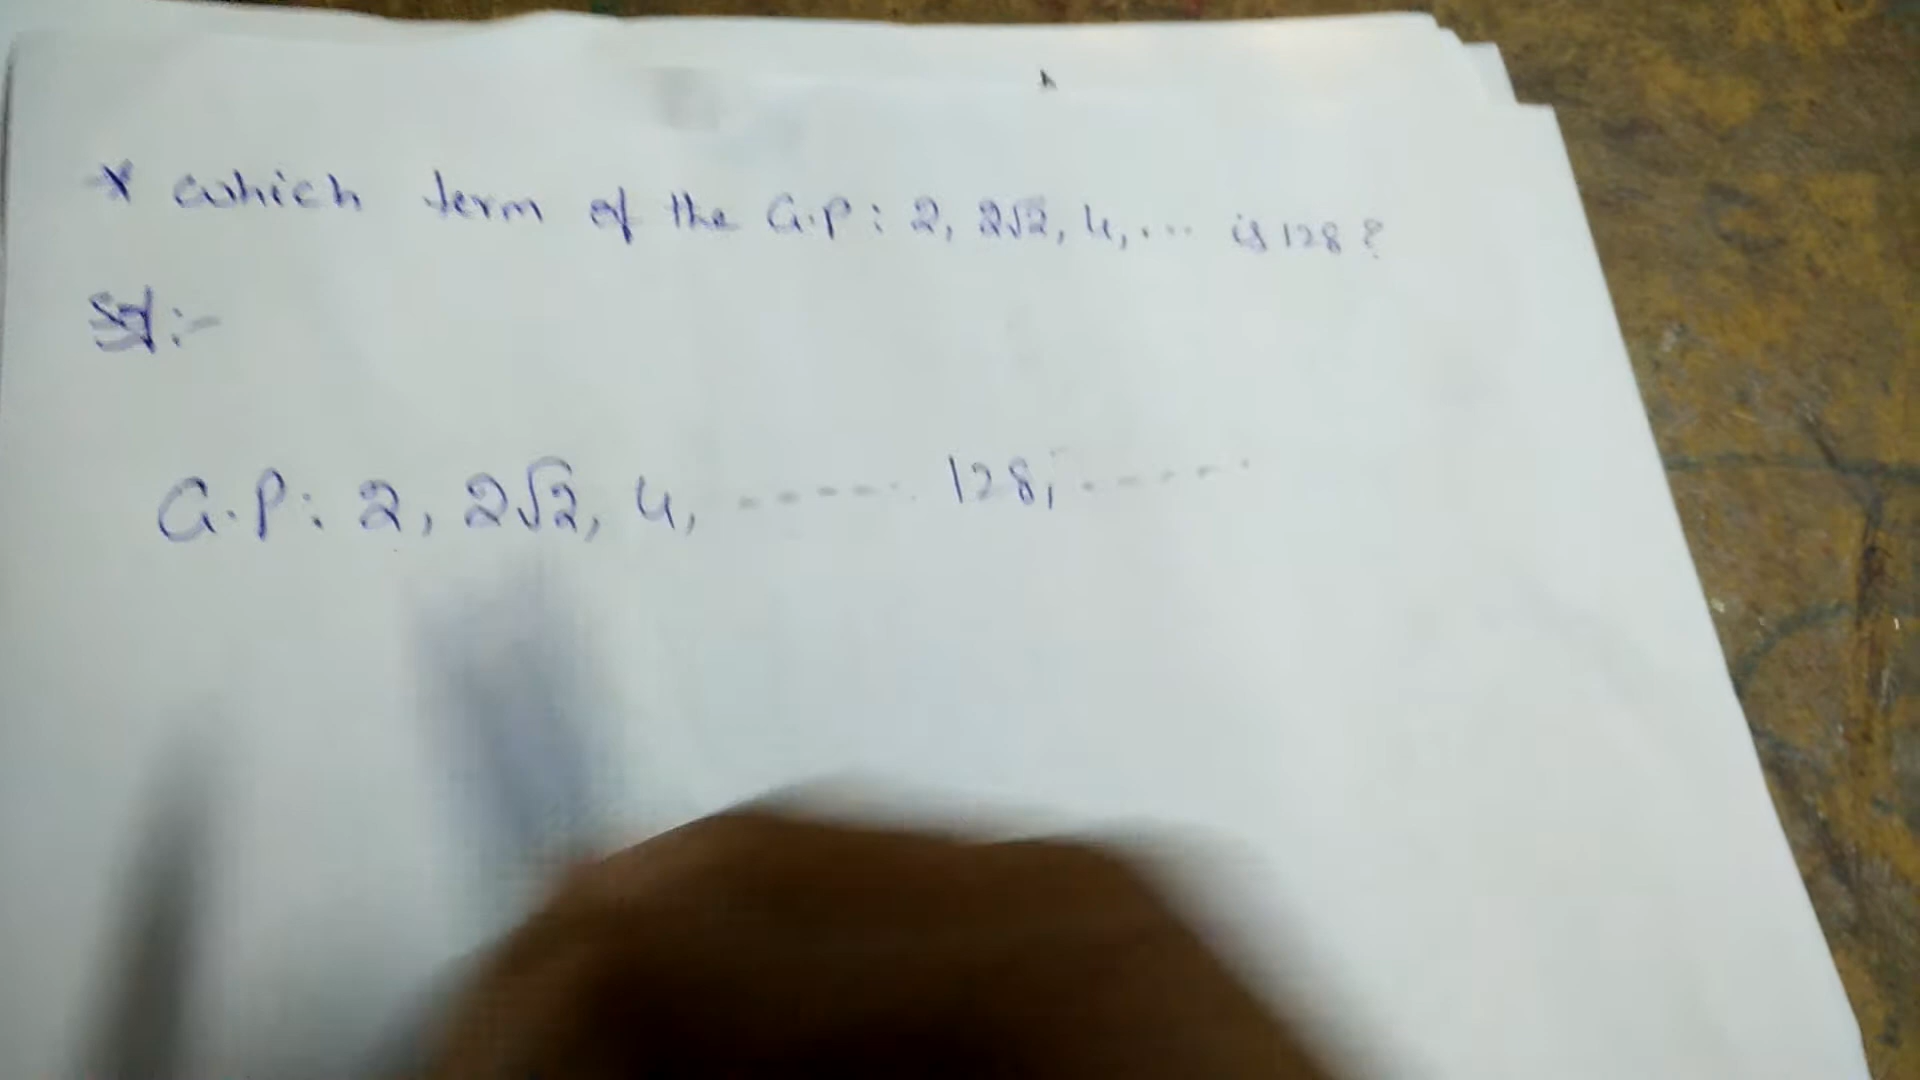 * which term of the G.P : 2, 2√2, 4, ... is 128 ?
Sol :-
G.P : 2, 2√2, 4, ------- 128, ------